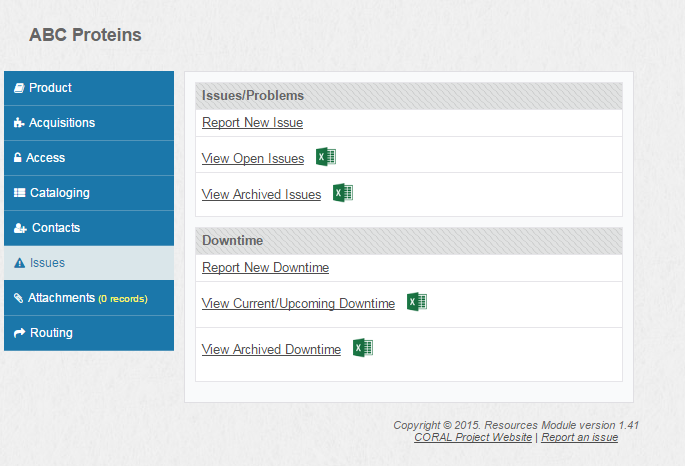 ABC Proteins
Product
Acquisitions
Access
Cataloging
Contacts
Issues
Attachments (0 records)
Routing
Issues/Problems
Report New Issue
View Open Issues
View Archived Issues
Downtime
Report New Downtime
View Current/Upcoming Downtime
View Archived Downtime
Copyright © 2015. Resources Module version 1.41
CORAL Project Website | Report an issue